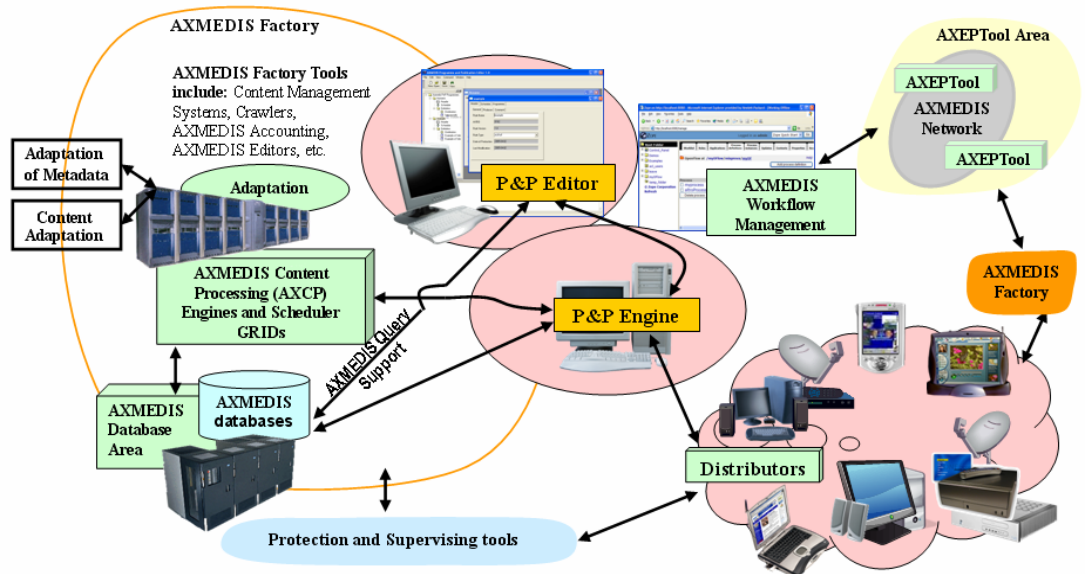 AXMEDIS Factory
AXMEDIS Factory Tools
include: Content Management
Systems, Crawlers,
AXMEDIS Accounting,
AXMEDIS Editors, etc.
Adaptation
of Metadata
Content
Adaptation
Adaptation
AXMEDIS Content
Processing (AXCP)
Engines and Scheduler
GRIDs
AXMEDIS
Database
Area
AXMEDIS
databases
AXMEDIS Query
Support
P&P Editor
P&P Engine
AXMEDIS
Workflow
Management
AXEPTool Area
AXEPTool
AXMEDIS
Network
AXEPTool
AXMEDIS
Factory
Distributors
Protection and Supervising tools